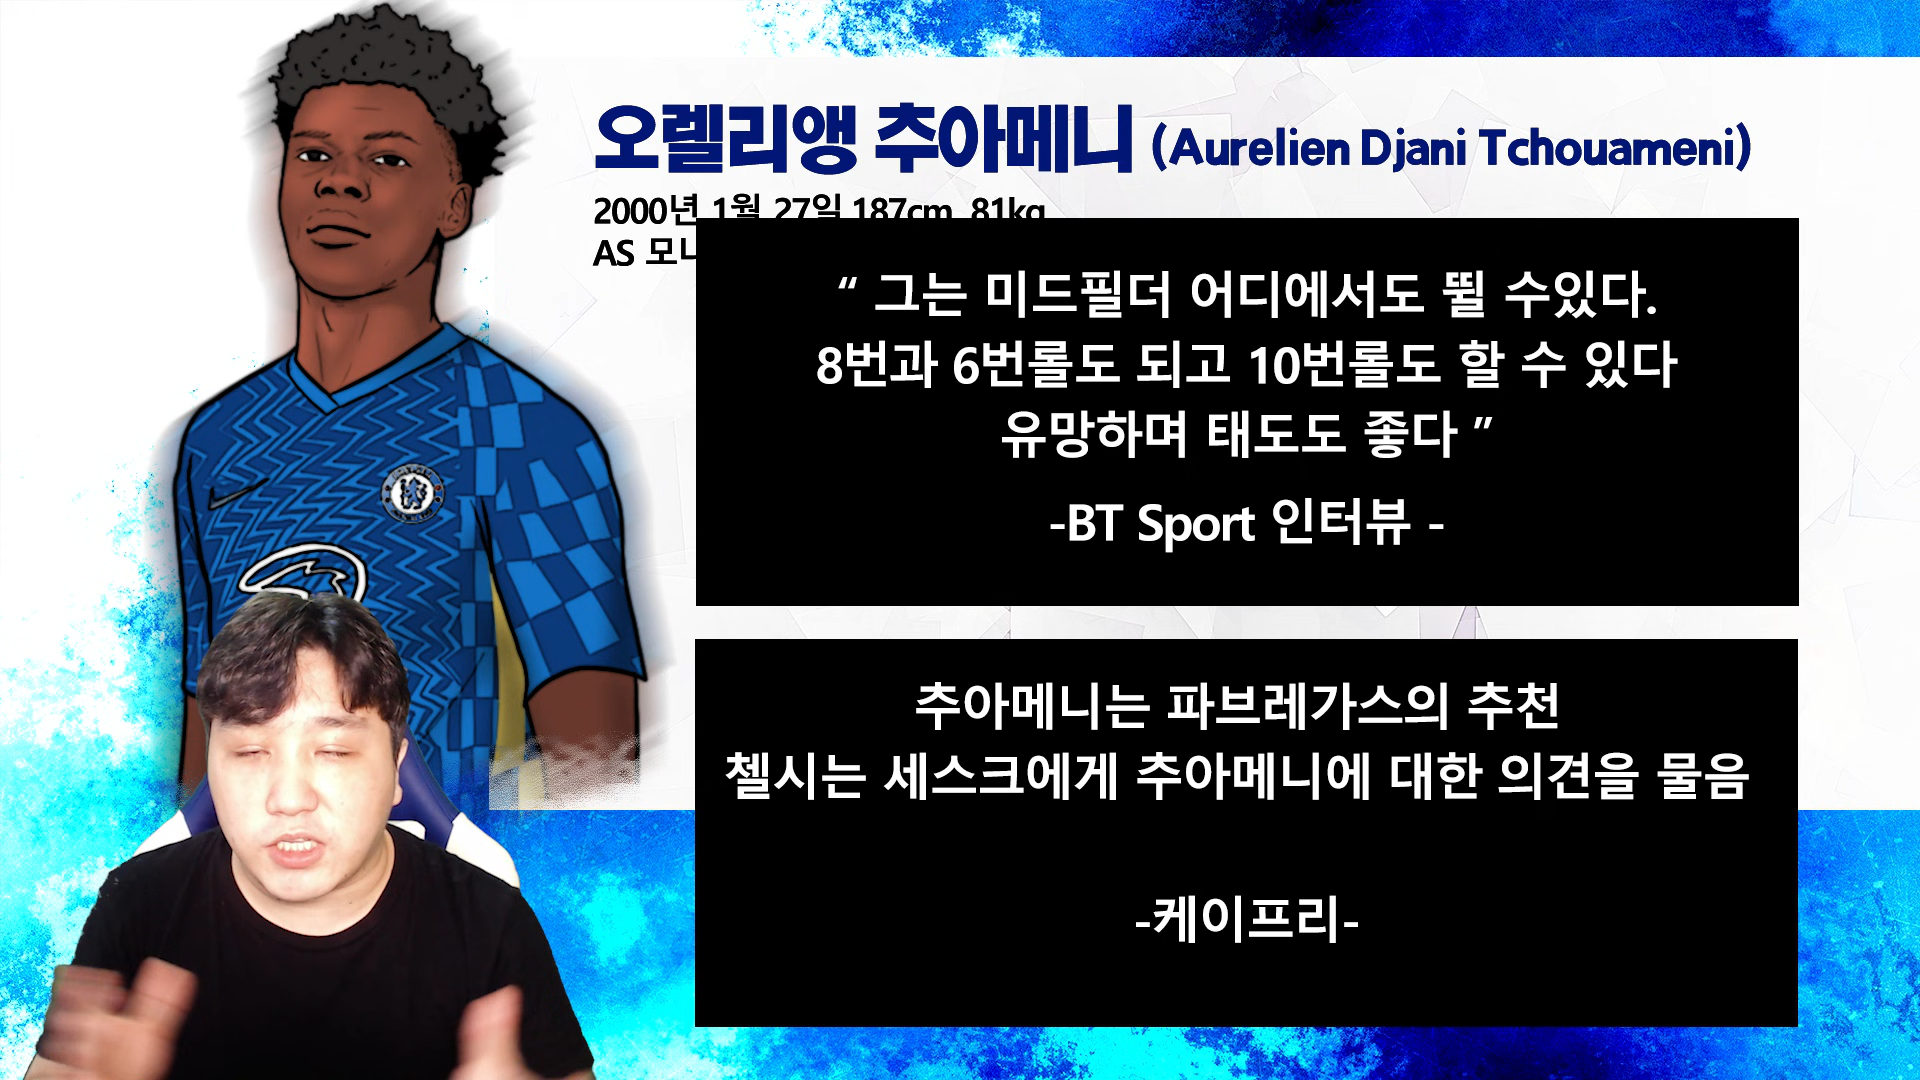 오렐리앵 추아메니 (Aurelien Djani Tchouameni)
2000년 1월 27일 187cm, 81kg
AS
“ 그는 미드필더 어디에서도 뛸 수있다.
8번과 6번롤도 되고 10번롤도 할 수 있다
유망하며 태도도 좋다 ”
-BT Sport 인터뷰 -
추아메니는 파브레가스의 추천
첼시는 세스크에게 추아메니에 대한 의견을 물음
-케이프리-